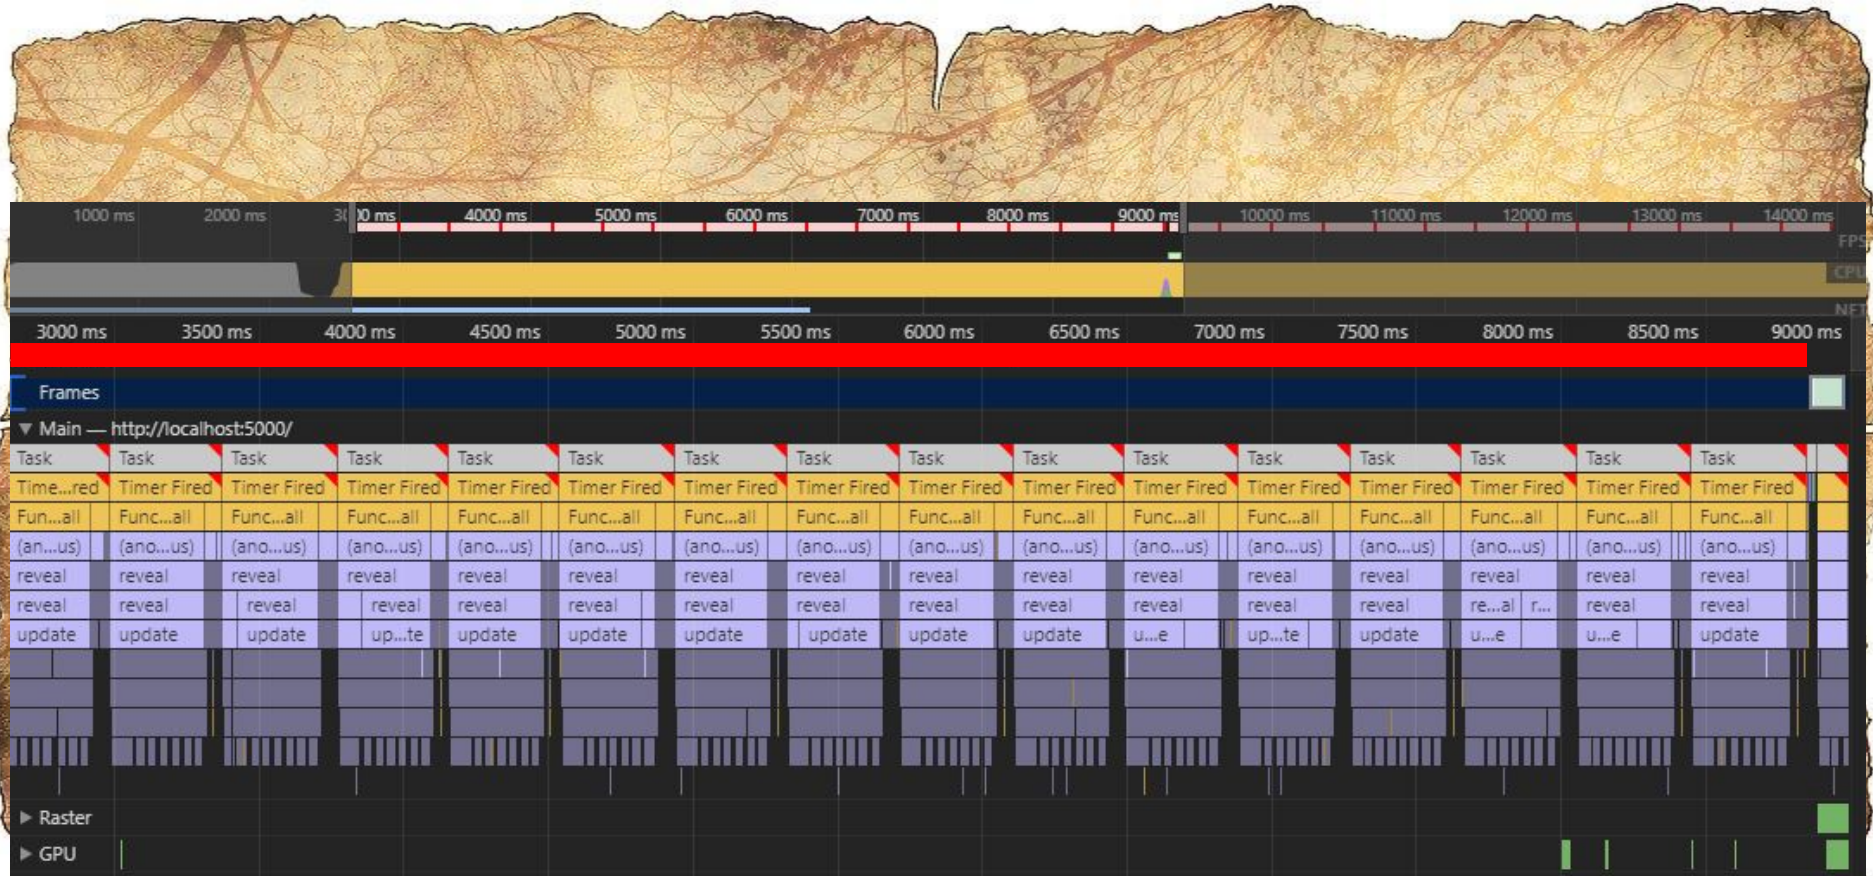 1000 ms 2000 ms 30 00 ms 4000 ms 5000 ms 6000 ms 7000 ms 8000 ms 9000 ms 10000 ms 11000 ms 12000 ms 13000 ms 14000 ms
FPS
CPU
NET
3000 ms 3500 ms 4000 ms 4500 ms 5000 ms 5500 ms 6000 ms 6500 ms 7000 ms 7500 ms 8000 ms 8500 ms 9000 ms
Frames
▼ Main — http://localhost:5000/
Task Task Task Task Task Task Task Task Task Task Task Task Task Task Task Task
Time...red Timer Fired Timer Fired Timer Fired Timer Fired Timer Fired Timer Fired Timer Fired Timer Fired Timer Fired Timer Fired Timer Fired Timer Fired Timer Fired Timer Fired Timer Fired
Fun...all Func...all Func...all Func...all Func...all Func...all Func...all Func...all Func...all Func...all Func...all Func...all Func...all Func...all Func...all Func...all
(an...us) (ano...us) (ano...us) (ano...us) (ano...us) (ano...us) (ano...us) (ano...us) (ano...us) (ano...us) (ano...us) (ano...us) (ano...us) (ano...us) (ano...us) (ano...us)
reveal reveal reveal reveal reveal reveal reveal reveal reveal reveal reveal reveal reveal reveal reveal reveal
reveal reveal reveal reveal reveal reveal reveal reveal reveal reveal reveal reveal reveal re...al r... reveal reveal
update update update up...te update update update update update update u...e up...te update u...e u...e update
▶ Raster
▶ GPU